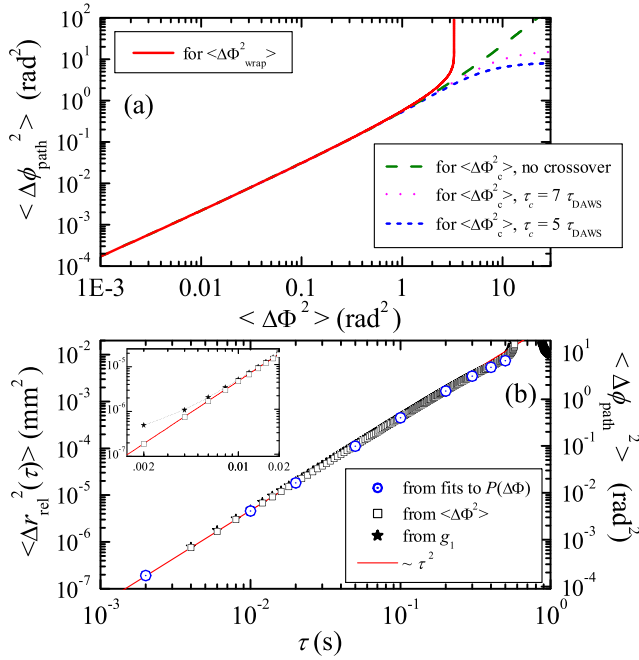 10^2
10^1
10^0
10^-1
10^-2
10^-3
10^-4
< Δϕ_path^2 > (rad^2)
for <ΔΦ^2_wrap>
(a)
for <ΔΦ^2_c>, no crossover
for <ΔΦ^2_c>, τ_c = 7 τ_DAWS
for <ΔΦ^2_c>, τ_c = 5 τ_DAWS
1E-3 0.01 0.1 1 10
< ΔΦ^2 > (rad^2)
10^-2
10^-3
10^-4
10^-5
10^-6
10^-7
<Δr_rel^2(τ)> (mm^2)
10^-5
10^-6
10^-7
0.002 0.01 0.02
(b)
10^1
10^0
10^-1
10^-2
10^-3
10^-4
< Δϕ_path^2 > (rad^2)
from fits to P(ΔΦ)
from <ΔΦ^2>
from g_1
~ τ^2
10^-3 10^-2 10^-1 10^0
τ (s)